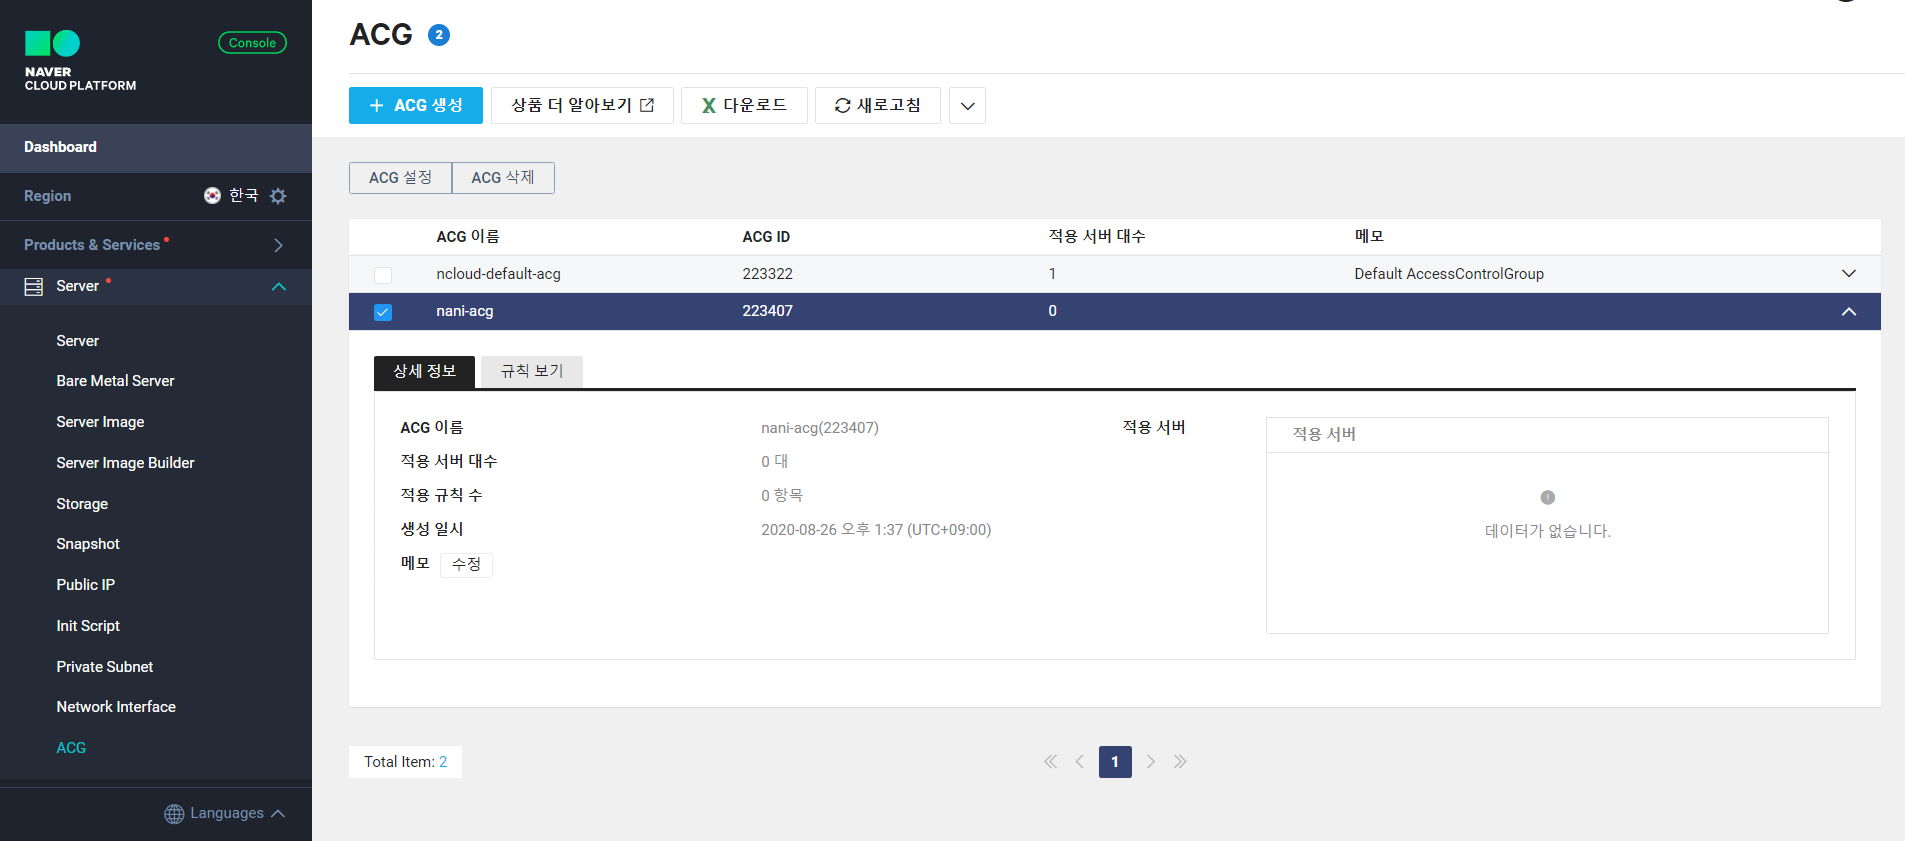 NAVER
CLOUD PLATFORM
Console
Dashboard
Region 한국
Products & Services
Server
Server
Bare Metal Server
Server Image
Server Image Builder
Storage
Snapshot
Public IP
Init Script
Private Subnet
Network Interface
ACG
Languages
ACG 2
+ ACG 생성 상품 더 알아보기 다운로드 새로고침
ACG 설정 ACG 삭제
ACG 이름 ACG ID 적용 서버 대수 메모
ncloud-default-acg 223322 1 Default AccessControlGroup
nani-acg 223407 0
상세 정보 규칙 보기
ACG 이름 nani-acg(223407)
적용 서버 대수 0 대
적용 규칙 수 0 항목
생성 일시 2020-08-26 오후 1:37 (UTC+09:00)
메모 수정
적용 서버
적용 서버
데이터가 없습니다.
Total Item: 2
1